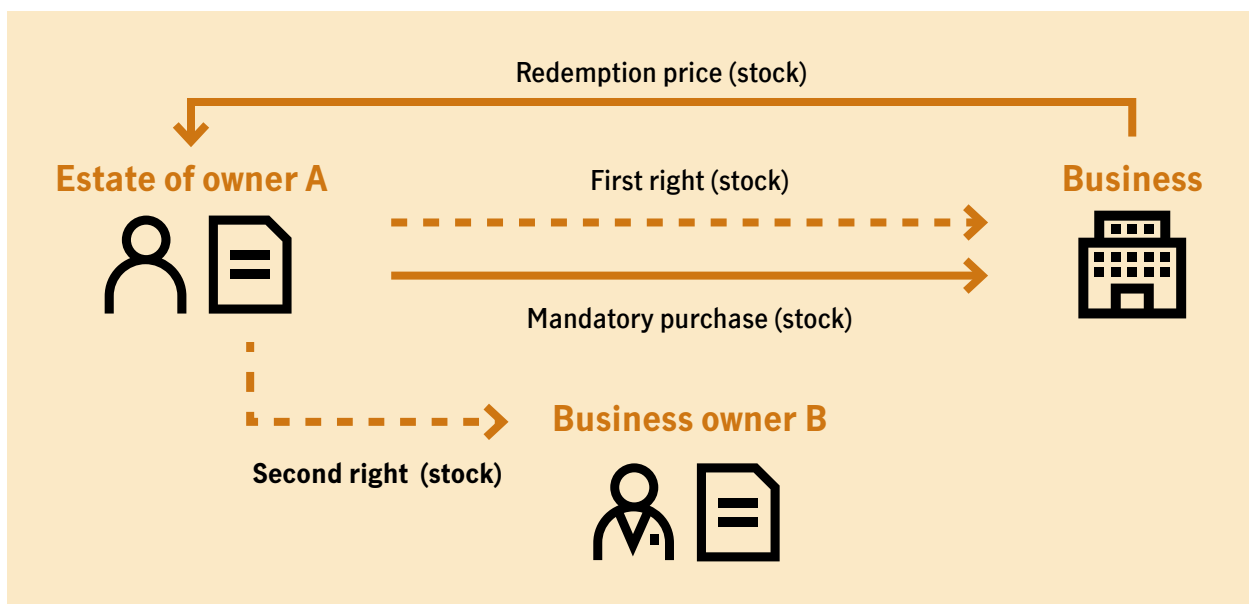 Redemption price (stock)
Estate of owner A
First right (stock)
Business
Mandatory purchase (stock)
Business owner B
Second right (stock)